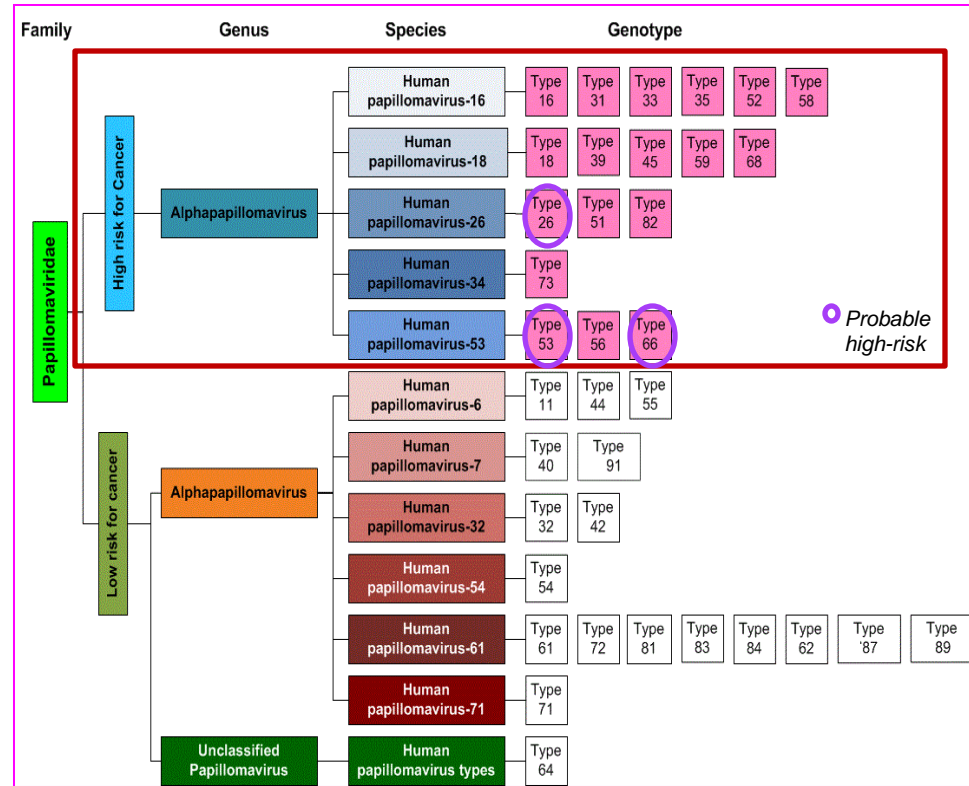 Family Genus Species Genotype
High risk for Cancer
Human
papillomavirus-16
Type
16
Type
31
Type
33
Type
35
Type
52
Type
58
Human
papillomavirus-18
Type
18
Type
39
Type
45
Type
59
Type
68
Alphapapillomavirus
Human
papillomavirus-26
Type
26
Type
51
Type
82
Human
papillomavirus-34
Type
73
Papillomaviridae
Human
papillomavirus-53
Type
53
Type
56
Type
66
Probable
high-risk
Human
papillomavirus-6
Type
11
Type
44
Type
55
Low risk for cancer
Human
papillomavirus-7
Type
40
Type
91
Alphapapillomavirus
Human
papillomavirus-32
Type
32
Type
42
Human
papillomavirus-54
Type
54
Human
papillomavirus-61
Type
61
Type
72
Type
81
Type
83
Type
84
Type
62
Type
'87
Type
89
Human
papillomavirus-71
Type
71
Unclassified
Papillomavirus
Human
papillomavirus types
Type
64